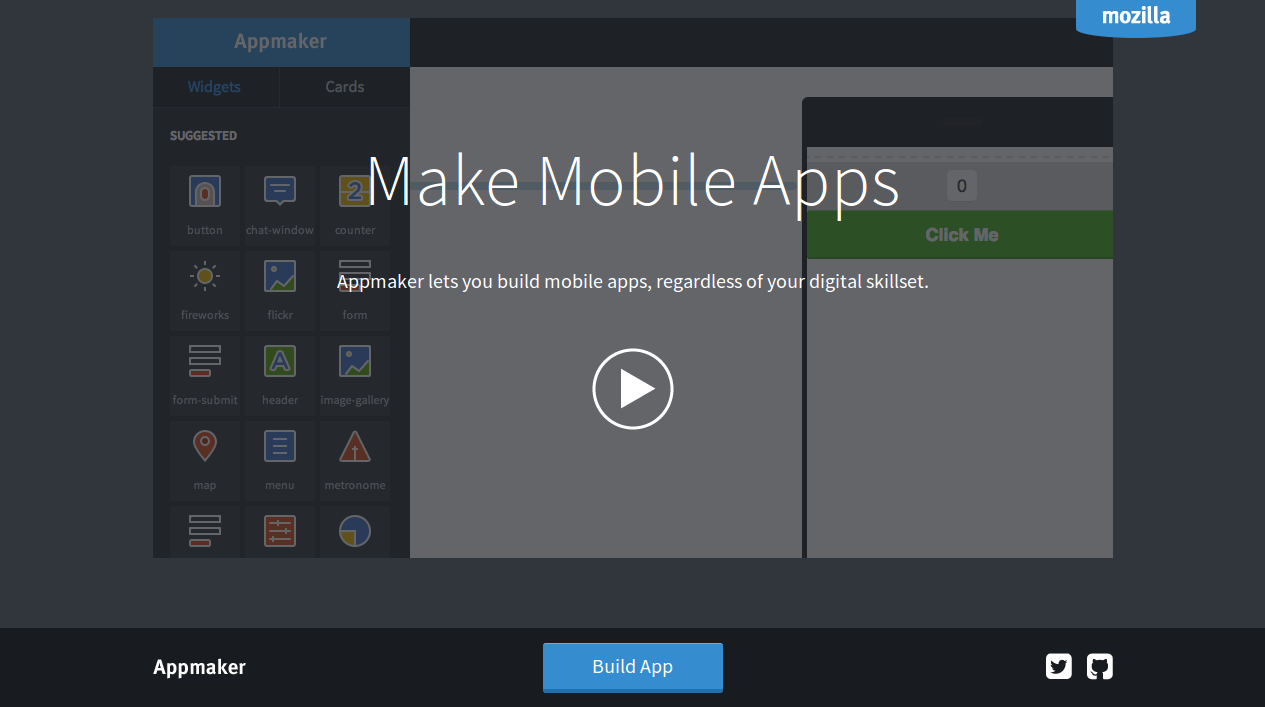 mozilla
Appmaker
Widgets Cards
SUGGESTED
Make Mobile Apps
0
button chat-window counter
Click Me
Appmaker lets you build mobile apps, regardless of your digital skillset.
fireworks flickr form
form-submit header image-gallery
map menu metronome
Appmaker Build App